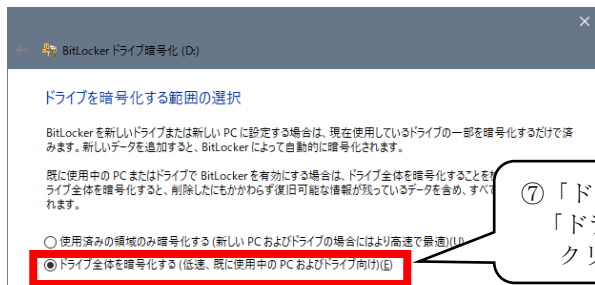 BitLocker ドライブ暗号化 (D:)
ドライブを暗号化する範囲の選択
BitLocker を新しいドライブまたは新しい PC に設定する場合は、現在使用しているドライブの一部を暗号化するだけで済
みます。新しいデータを追加すると、BitLocker によって自動的に暗号化されます。
既に使用中の PC またはドライブで BitLocker を有効にする場合は、ドライブ全体を暗号化することを
ライブ全体を暗号化すると、削除したにもかかわらず復旧可能な情報が残っているデータを含め、すべ
れます。
使用済みの領域のみ暗号化する (新しい PC およびドライブの場合にはより高速で最適)(U)
ドライブ全体を暗号化する (低速、既に使用中の PC およびドライブ向け)(E)
⑦「ド
「ドラ
クリ